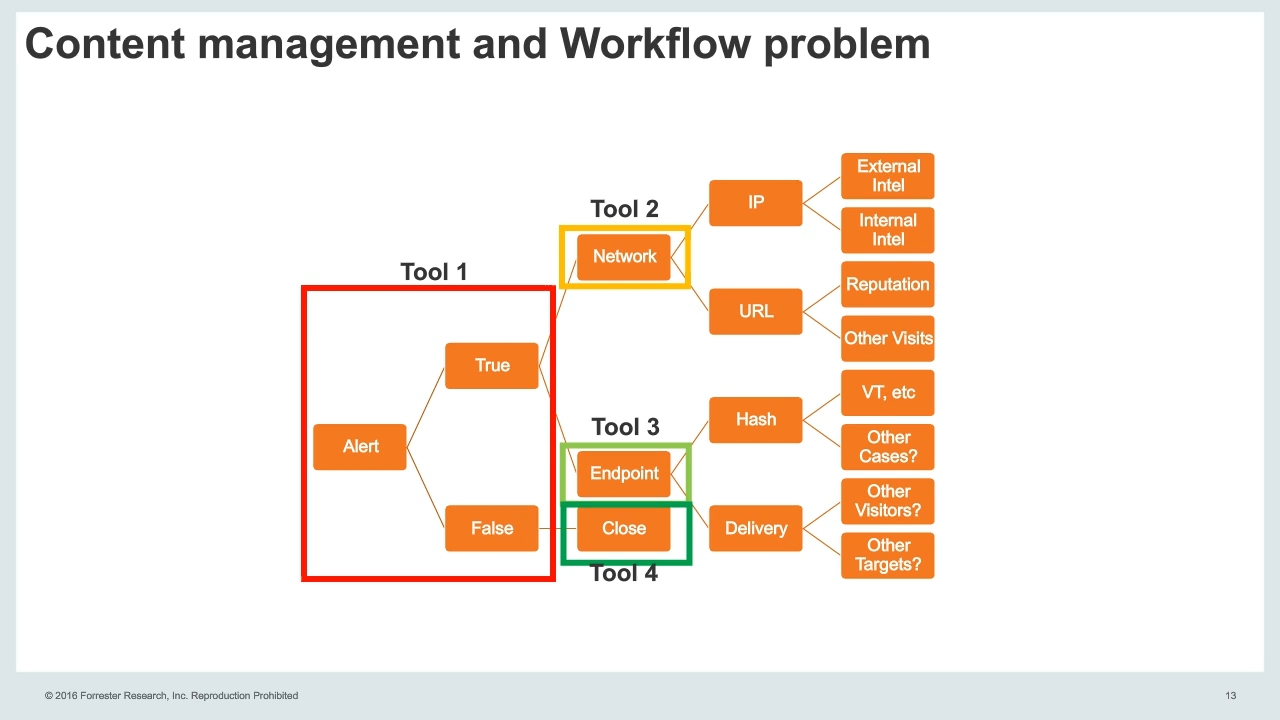 Content management and Workflow problem
Tool 1
Alert
True
False
Tool 2
Network
Tool 3
Endpoint
Close
Tool 4
IP
URL
Hash
Delivery
External
Intel
Internal
Intel
Reputation
Other Visits
VT, etc
Other
Cases?
Other
Visitors?
Other
Targets?
© 2016 Forrester Research, Inc. Reproduction Prohibited
13